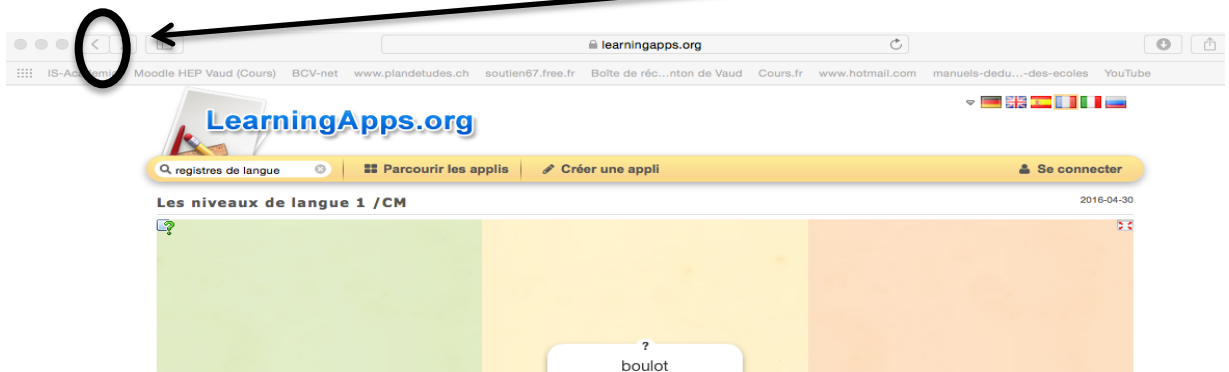 learningapps.org
Moodle HEP Vaud (Cours) BCV-net www.plandetudes.ch soutien67.free.fr Boîte de réc...nton de Vaud Cours.fr www.hotmail.com manuels-dedu...-des-ecoles YouTube
LearningApps.org
registres de langue Parcourir les applis Créer une appli Se connecter
Les niveaux de langue 1 /CM 2016-04-30
?
boulot